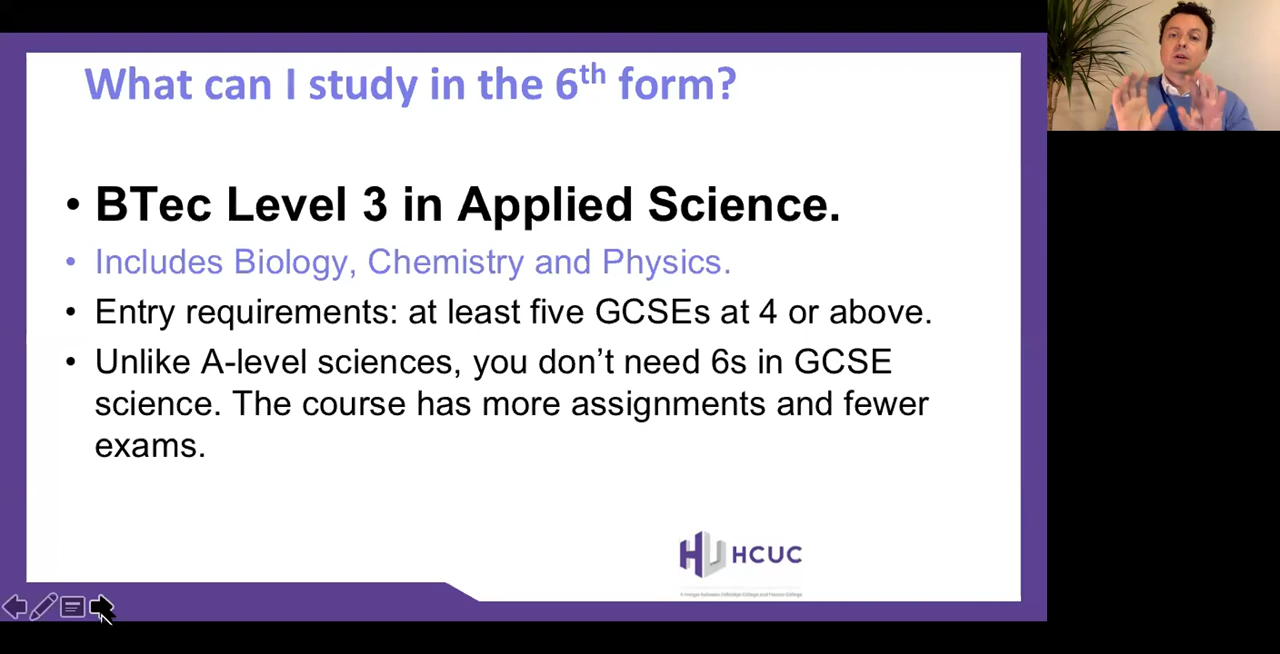 What can I study in the 6th form?
• BTec Level 3 in Applied Science.
• Includes Biology, Chemistry and Physics.
• Entry requirements: at least five GCSEs at 4 or above.
• Unlike A-level sciences, you don't need 6s in GCSE
science. The course has more assignments and fewer
exams.
HCUC